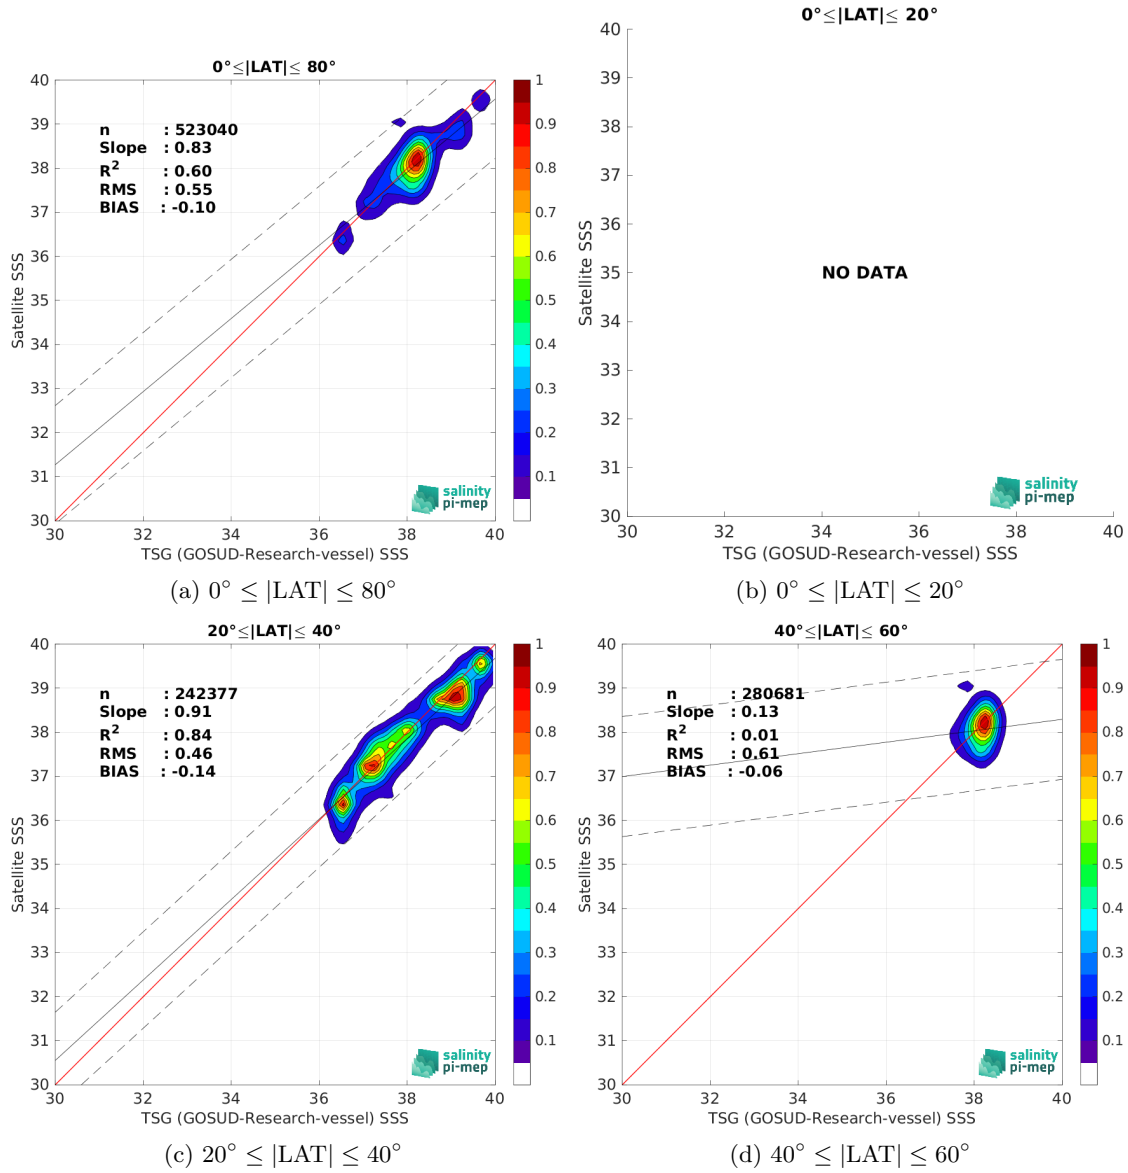 0°≤|LAT|≤ 80°
n : 523040
Slope : 0.83
R² : 0.60
RMS : 0.55
BIAS : -0.10
40
39
38
37
36
35
34
33
32
31
30
Satellite SSS
30 32 34 36 38 40
TSG (GOSUD-Research-vessel) SSS
1
0.9
0.8
0.7
0.6
0.5
0.4
0.3
0.2
0.1
salinity
pi-mep
(a) 0° ≤ |LAT| ≤ 80°
0°≤|LAT|≤ 20°
40
39
38
37
36
35
34
33
32
31
30
Satellite SSS
NO DATA
salinity
pi-mep
30 32 34 36 38 40
TSG (GOSUD-Research-vessel) SSS
(b) 0° ≤ |LAT| ≤ 20°
20°≤|LAT|≤ 40°
n : 242377
Slope : 0.91
R² : 0.84
RMS : 0.46
BIAS : -0.14
40
39
38
37
36
35
34
33
32
31
30
Satellite SSS
30 32 34 36 38 40
TSG (GOSUD-Research-vessel) SSS
1
0.9
0.8
0.7
0.6
0.5
0.4
0.3
0.2
0.1
salinity
pi-mep
(c) 20° ≤ |LAT| ≤ 40°
40°≤|LAT|≤ 60°
n : 280681
Slope : 0.13
R² : 0.01
RMS : 0.61
BIAS : -0.06
40
39
38
37
36
35
34
33
32
31
30
Satellite SSS
30 32 34 36 38 40
TSG (GOSUD-Research-vessel) SSS
1
0.9
0.8
0.7
0.6
0.5
0.4
0.3
0.2
0.1
salinity
pi-mep
(d) 40° ≤ |LAT| ≤ 60°